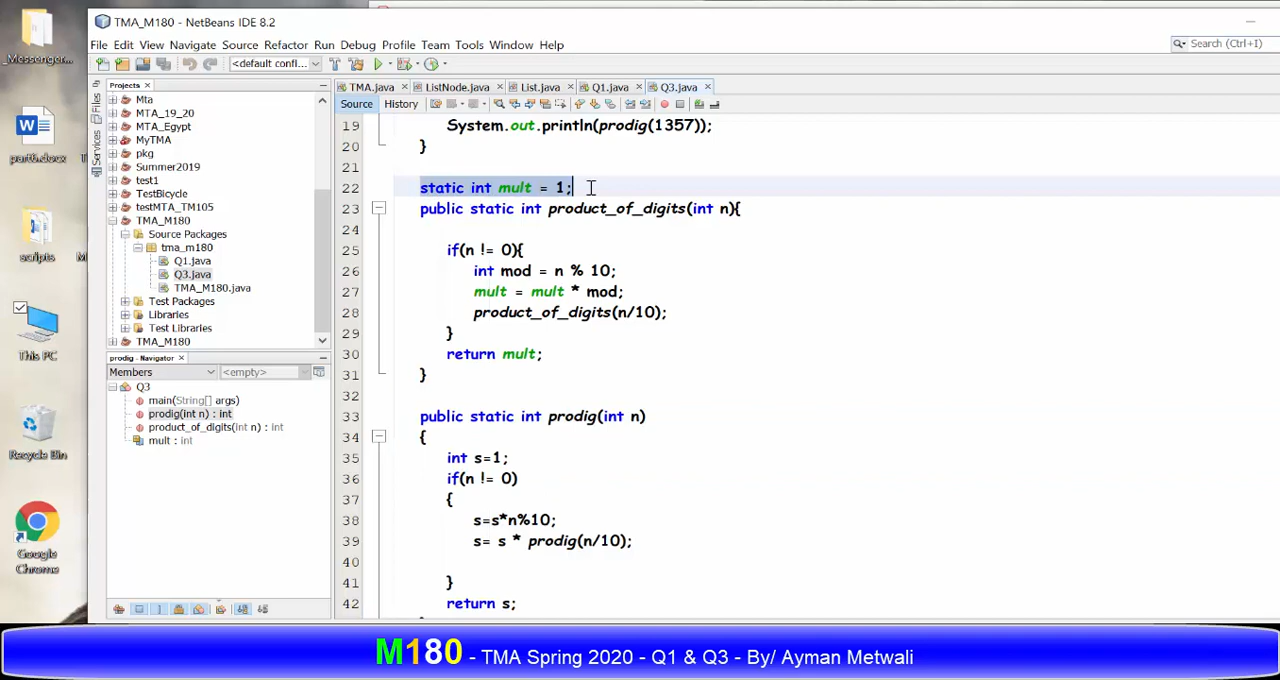 _Messenger...
part6.docx
scripts
This PC
Recycle Bin
Google
Chrome
TMA_M180 - NetBeans IDE 8.2
File Edit View Navigate Source Refactor Run Debug Profile Team Tools Window Help
Search (Ctrl+I)
<default confi...
Projects
Files
Services
Mta
MTA_19_20
MTA_Egypt
MyTMA
pkg
Summer2019
test1
TestBicycle
testMTA_TM105
TMA_M180
Source Packages
tma_m180
Q1.java
Q3.java
TMA_M180.java
Test Packages
Libraries
Test Libraries
TMA_M180
prodig - Navigator
Members <empty>
Q3
main(String[] args)
prodig(int n) : int
product_of_digits(int n) : int
mult : int
TMA.java ListNode.java List.java Q1.java Q3.java
Source History
19 System.out.println(prodig(1357));
20 }
21
22 static int mult = 1;
23 public static int product_of_digits(int n){
24
25 if(n != 0){
26 int mod = n % 10;
27 mult = mult * mod;
28 product_of_digits(n/10);
29 }
30 return mult;
31 }
32
33 public static int prodig(int n)
34 {
35 int s=1;
36 if(n != 0)
37 {
38 s=s*n%10;
39 s= s * prodig(n/10);
40
41 }
42 return s;
M180 - TMA Spring 2020 - Q1 & Q3 - By/ Ayman Metwali